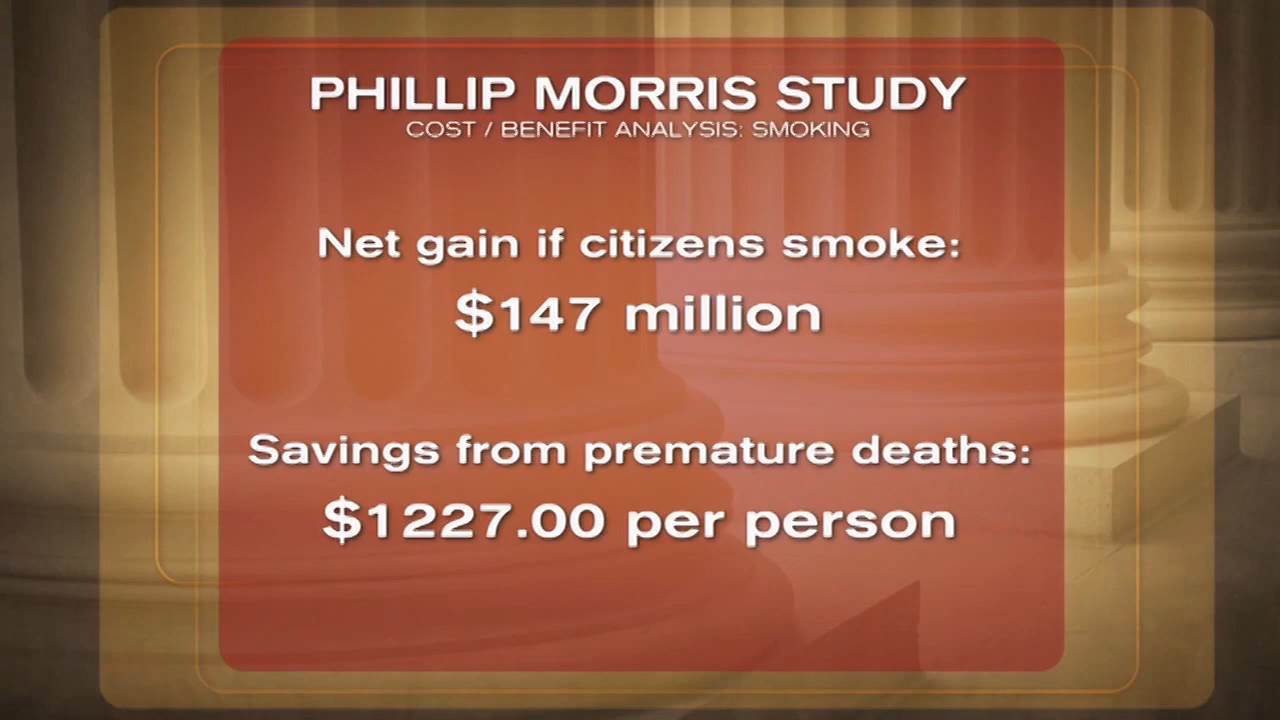 PHILLIP MORRIS STUDY
COST / BENEFIT ANALYSIS: SMOKING
Net gain if citizens smoke:
$147 million
Savings from premature deaths:
$1227.00 per person